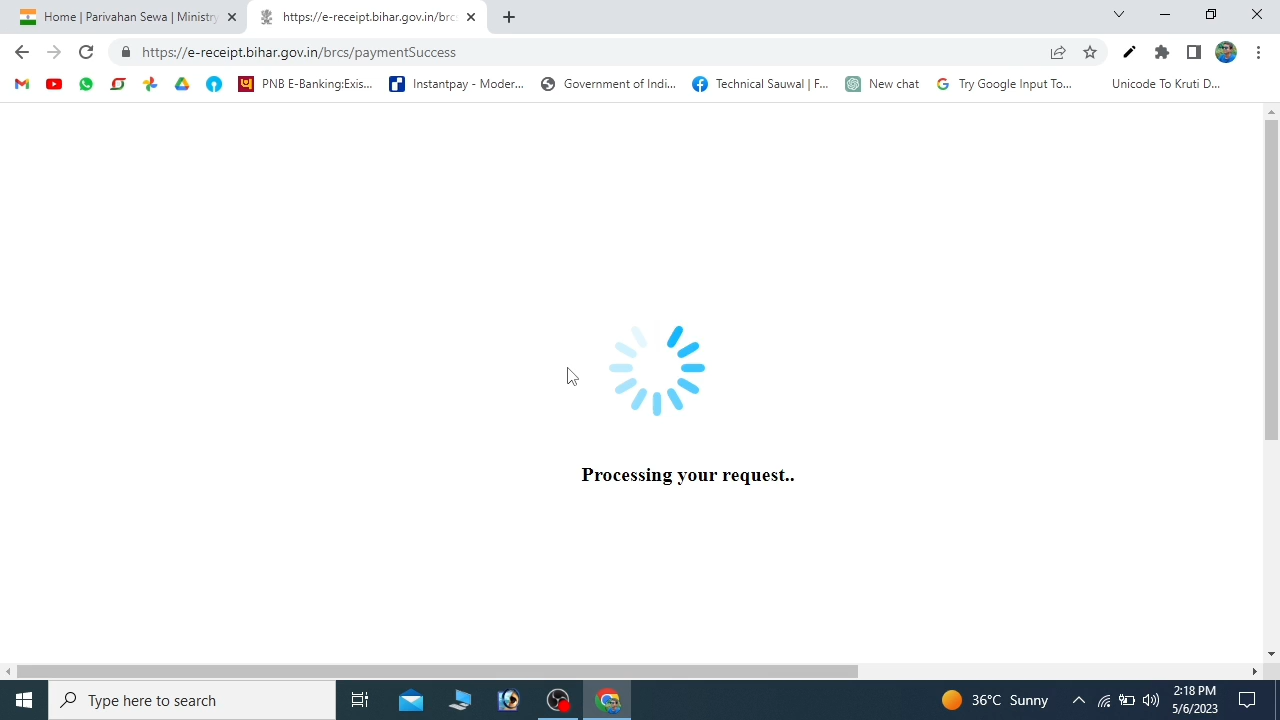 Home | Parivahan Sewa | Ministry
https://e-receipt.bihar.gov.in/brc
https://e-receipt.bihar.gov.in/brcs/paymentSuccess
PNB E-Banking:Exis...
Instantpay - Moder...
Government of Indi...
Technical Sauwal | F...
New chat
Try Google Input To...
Unicode To Kruti D...
Processing your request..
Type here to search
36°C Sunny
2:18 PM
5/6/2023